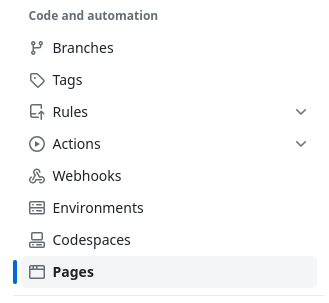 Code and automation
Branches
Tags
Rules
Actions
Webhooks
Environments
Codespaces
Pages